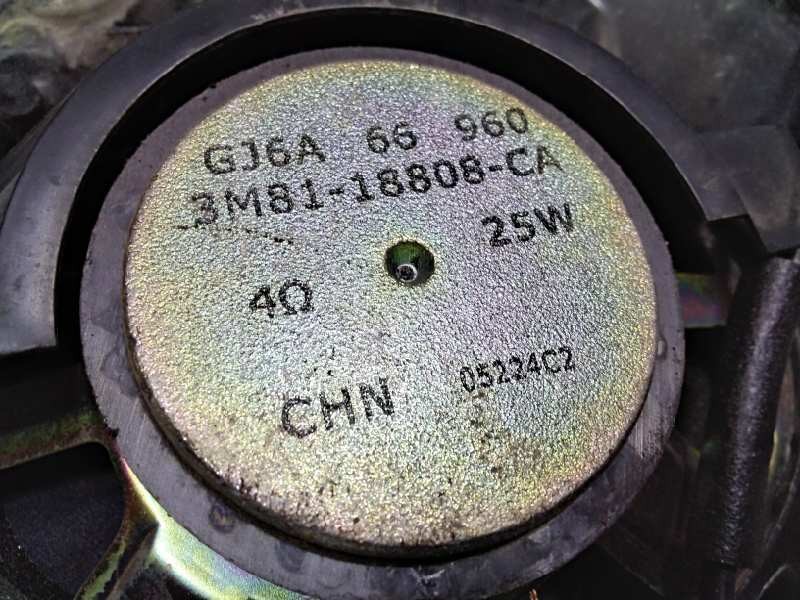 GJ6A 66 960
3M81-18808-CA
25W
4Ω
CHN 05224C2